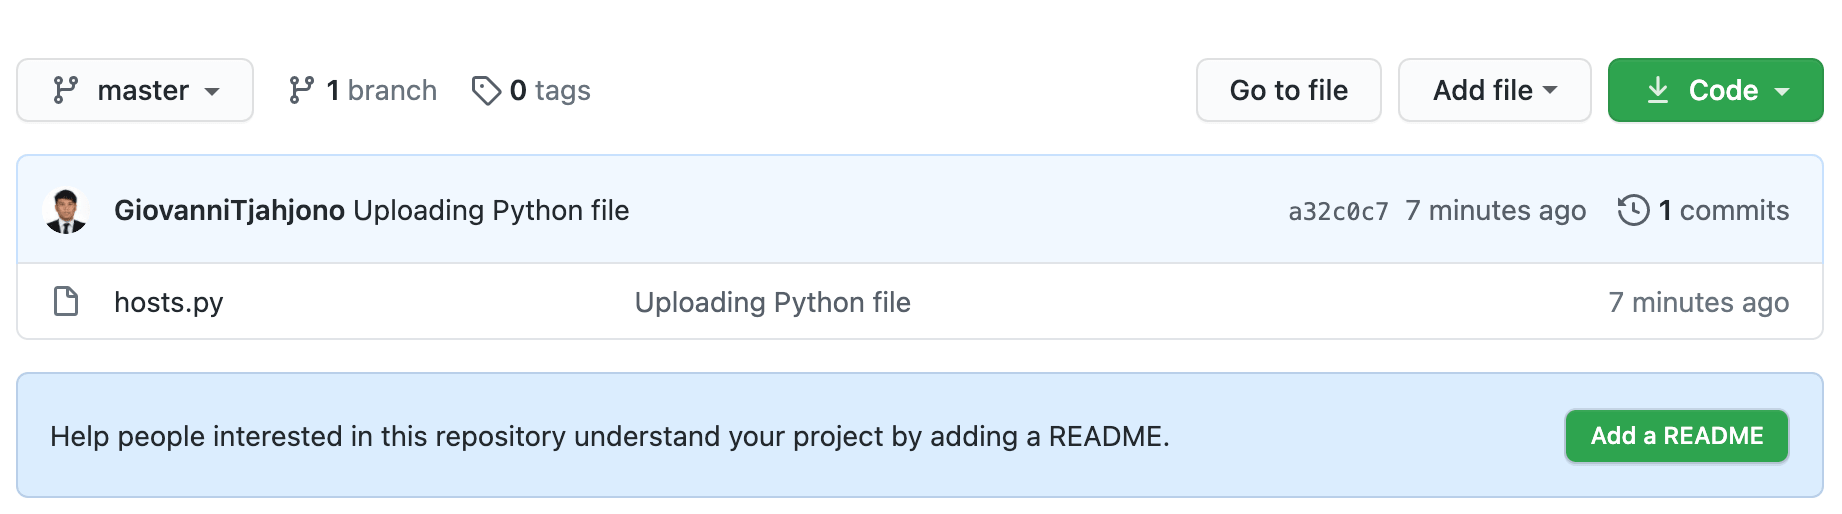 master 1 branch 0 tags Go to file Add file Code
GiovanniTjahjono Uploading Python file a32c0c7 7 minutes ago 1 commits
hosts.py Uploading Python file 7 minutes ago
Help people interested in this repository understand your project by adding a README. Add a README